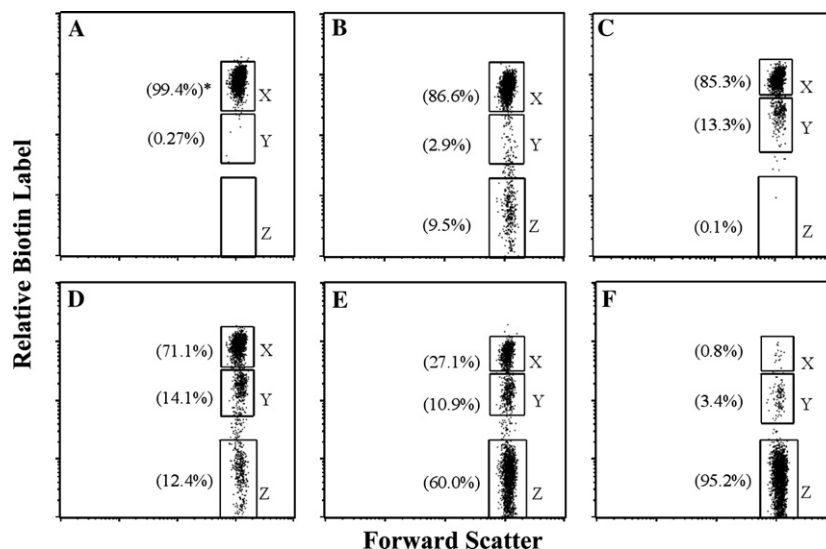 Relative Biotin Label
A
(99.4%)*
X
(0.27%)
Y
Z
B
(86.6%)
X
(2.9%)
Y
(9.5%)
Z
C
(85.3%)
X
(13.3%)
Y
(0.1%)
Z
D
(71.1%)
X
(14.1%)
Y
(12.4%)
Z
E
(27.1%)
X
(10.9%)
Y
(60.0%)
Z
F
(0.8%)
X
(3.4%)
Y
(95.2%)
Z
Forward Scatter